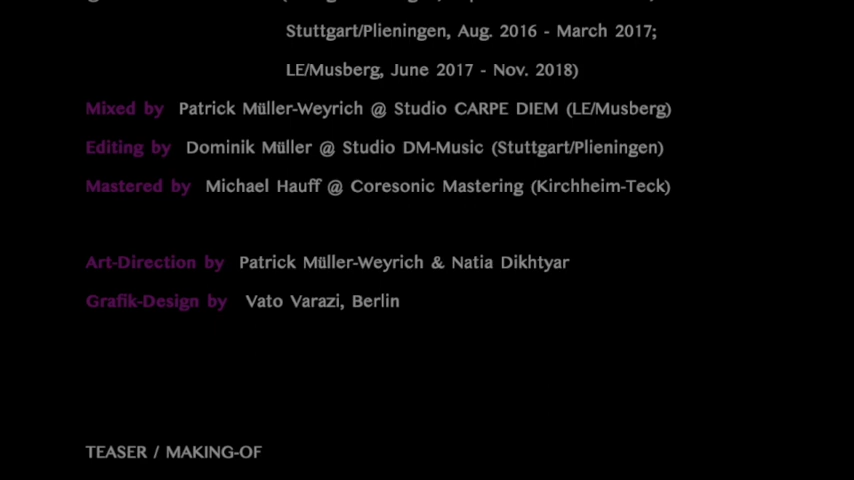 Stuttgart/Plieningen, Aug. 2016 - March 2017;
LE/Musberg, June 2017 - Nov. 2018)
Mixed by Patrick Müller-Weyrich @ Studio CARPE DIEM (LE/Musberg)
Editing by Dominik Müller @ Studio DM-Music (Stuttgart/Plieningen)
Mastered by Michael Hauff @ Coresonic Mastering (Kirchheim-Teck)
Art-Direction by Patrick Müller-Weyrich & Natia Dikhtyar
Grafik-Design by Vato Varazi, Berlin
TEASER / MAKING-OF